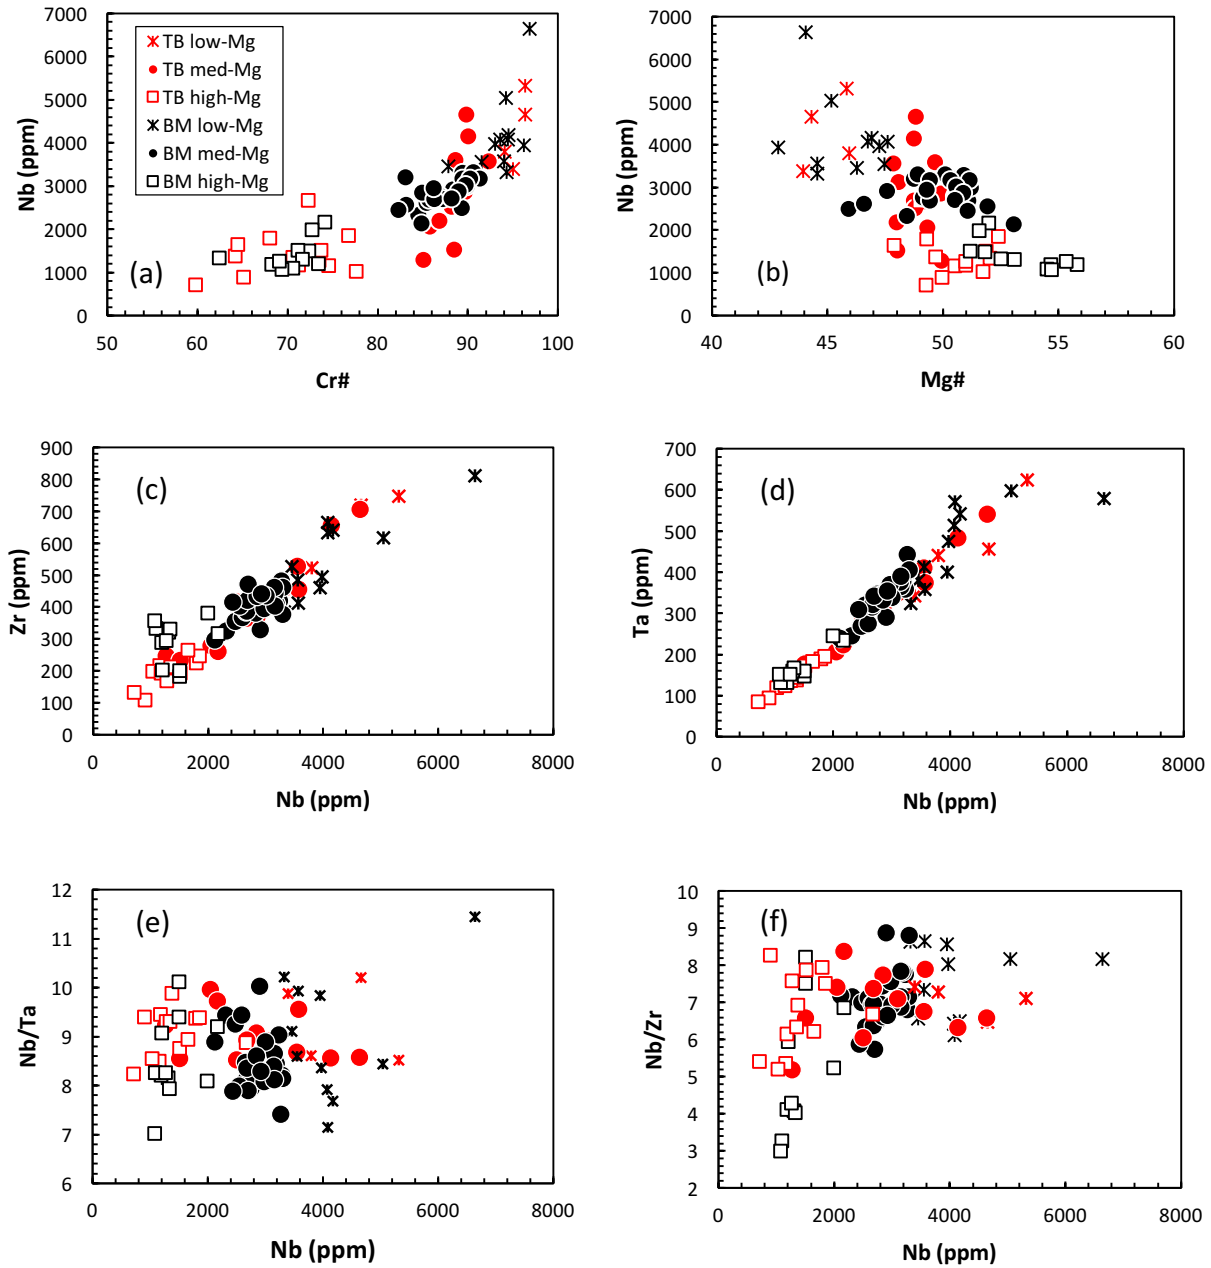 7000
6000
5000
4000
3000
2000
1000
0
50 60 70 80 90 100
Nb (ppm)
Cr#
(a)
TB low-Mg
TB med-Mg
TB high-Mg
BM low-Mg
BM med-Mg
BM high-Mg
7000
6000
5000
4000
3000
2000
1000
0
40 45 50 55 60
Nb (ppm)
Mg#
(b)
900
800
700
600
500
400
300
200
100
0
0 2000 4000 6000 8000
Zr (ppm)
Nb (ppm)
(c)
700
600
500
400
300
200
100
0
0 2000 4000 6000 8000
Ta (ppm)
Nb (ppm)
(d)
12
11
10
9
8
7
6
0 2000 4000 6000 8000
Nb/Ta
Nb (ppm)
(e)
10
9
8
7
6
5
4
3
2
0 2000 4000 6000 8000
Nb/Zr
Nb (ppm)
(f)